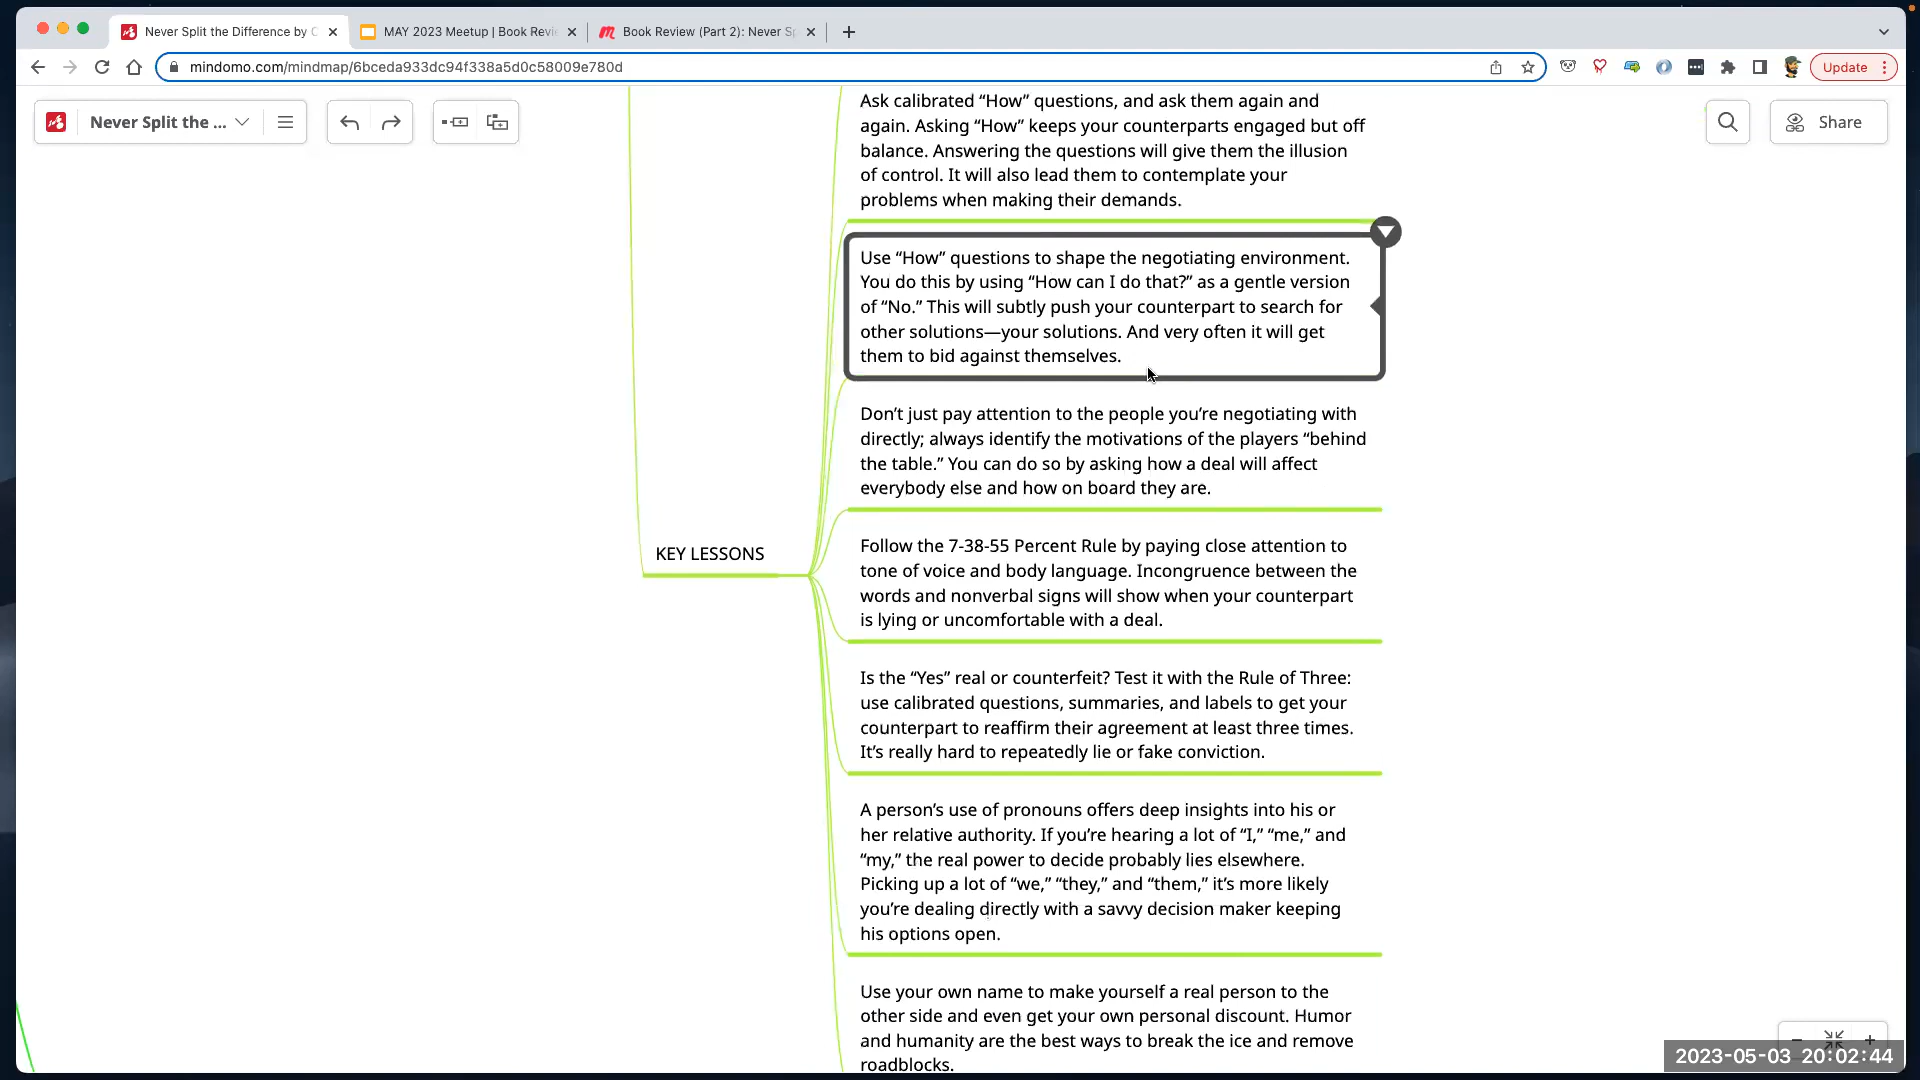 Never Split the Difference by C
MAY 2023 Meetup | Book Revi
Book Review (Part 2): Never S
mindomo.com/mindmap/6bceda933dc94f338a5d0c58009e780d
Update
Never Split the ...
Share
Ask calibrated “How” questions, and ask them again and
again. Asking “How” keeps your counterparts engaged but off
balance. Answering the questions will give them the illusion
of control. It will also lead them to contemplate your
problems when making their demands.
Use “How” questions to shape the negotiating environment.
You do this by using “How can I do that?” as a gentle version
of “No.” This will subtly push your counterpart to search for
other solutions—your solutions. And very often it will get
them to bid against themselves.
Don’t just pay attention to the people you’re negotiating with
directly; always identify the motivations of the players “behind
the table.” You can do so by asking how a deal will affect
everybody else and how on board they are.
KEY LESSONS
Follow the 7-38-55 Percent Rule by paying close attention to
tone of voice and body language. Incongruence between the
words and nonverbal signs will show when your counterpart
is lying or uncomfortable with a deal.
Is the “Yes” real or counterfeit? Test it with the Rule of Three:
use calibrated questions, summaries, and labels to get your
counterpart to reaffirm their agreement at least three times.
It’s really hard to repeatedly lie or fake conviction.
A person’s use of pronouns offers deep insights into his or
her relative authority. If you’re hearing a lot of “I,” “me,” and
“my,” the real power to decide probably lies elsewhere.
Picking up a lot of “we,” “they,” and “them,” it’s more likely
you’re dealing directly with a savvy decision maker keeping
his options open.
Use your own name to make yourself a real person to the
other side and even get your own personal discount. Humor
and humanity are the best ways to break the ice and remove
roadblocks.
2023-05-03 20:02:44